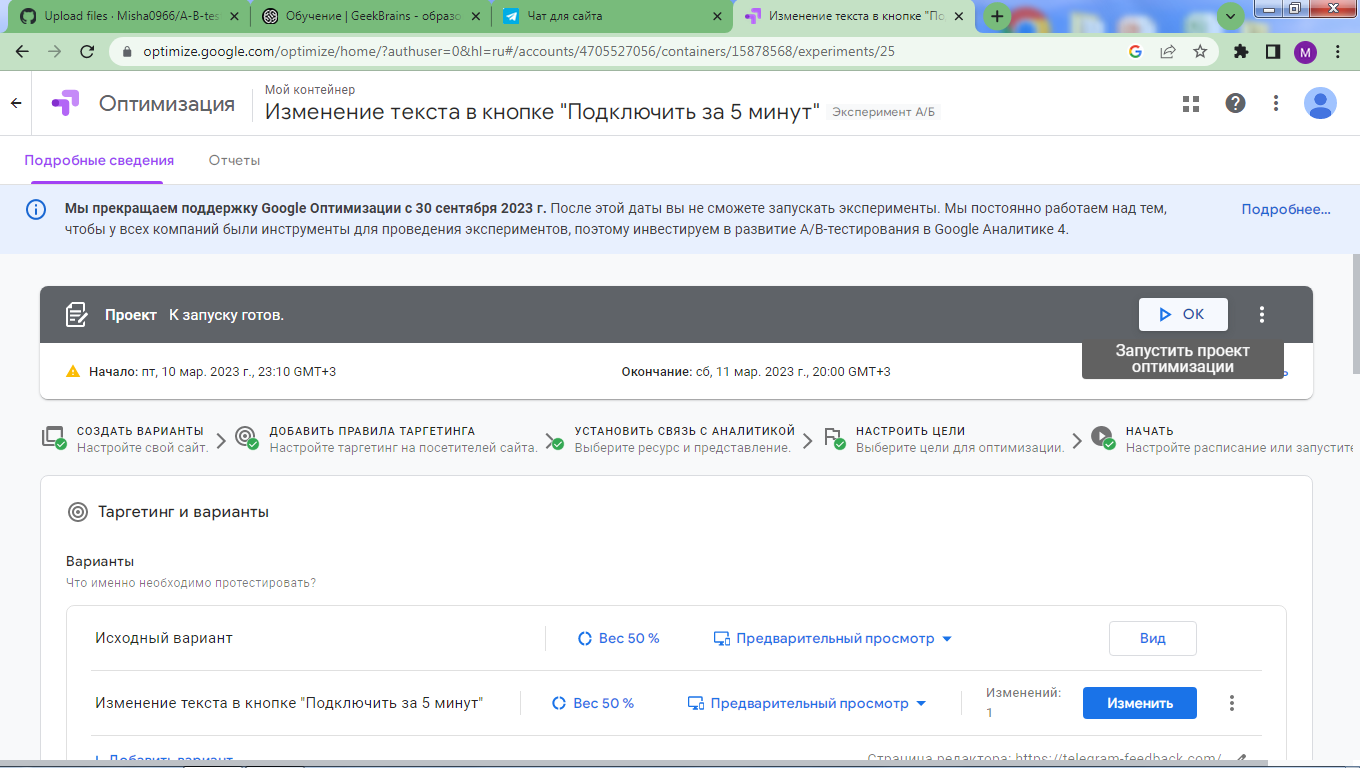 Upload files · Misha0966/A-B-tes
Обучение | GeekBrains - образо
Чат для сайта
Изменение текста в кнопке "По
optimize.google.com/optimize/home/?authuser=0&hl=ru#/accounts/4705527056/containers/15878568/experiments/25
M
Оптимизация
Мой контейнер
Изменение текста в кнопке "Подключить за 5 минут"
Эксперимент А/Б
Подробные сведения
Отчеты
Мы прекращаем поддержку Google Оптимизации с 30 сентября 2023 г. После этой даты вы не сможете запускать эксперименты. Мы постоянно работаем над тем,
Подробнее...
чтобы у всех компаний были инструменты для проведения экспериментов, поэтому инвестируем в развитие A/B-тестирования в Google Аналитике 4.
Проект К запуску готов.
ОК
Запустить проект
оптимизации
Начало: пт, 10 мар. 2023 г., 23:10 GMT+3
Окончание: сб, 11 мар. 2023 г., 20:00 GMT+3
СОЗДАТЬ ВАРИАНТЫ
Настройте свой сайт.
ДОБАВИТЬ ПРАВИЛА ТАРГЕТИНГА
Настройте таргетинг на посетителей сайта.
УСТАНОВИТЬ СВЯЗЬ С АНАЛИТИКОЙ
Выберите ресурс и представление.
НАСТРОИТЬ ЦЕЛИ
Выберите цели для оптимизации.
НАЧАТЬ
Настройте расписание или запустите
Таргетинг и варианты
Варианты
Что именно необходимо протестировать?
Исходный вариант
Вес 50 %
Предварительный просмотр
Вид
Изменение текста в кнопке "Подключить за 5 минут"
Вес 50 %
Предварительный просмотр
Изменений:
1
Изменить
Добавить вариант
Страница редактора: https://telegram-feedback.com/